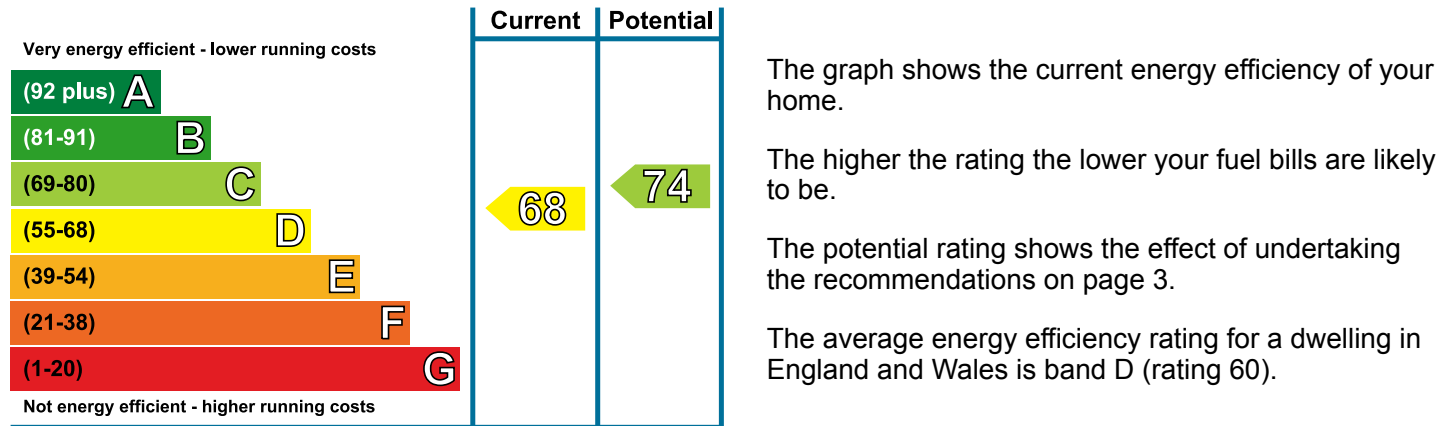 Current Potential
Very energy efficient - lower running costs
(92 plus) A
(81-91) B
(69-80) C
(55-68) D
(39-54) E
(21-38) F
(1-20) G
Not energy efficient - higher running costs
68
74
The graph shows the current energy efficiency of your
home.
The higher the rating the lower your fuel bills are likely
to be.
The potential rating shows the effect of undertaking
the recommendations on page 3.
The average energy efficiency rating for a dwelling in
England and Wales is band D (rating 60).